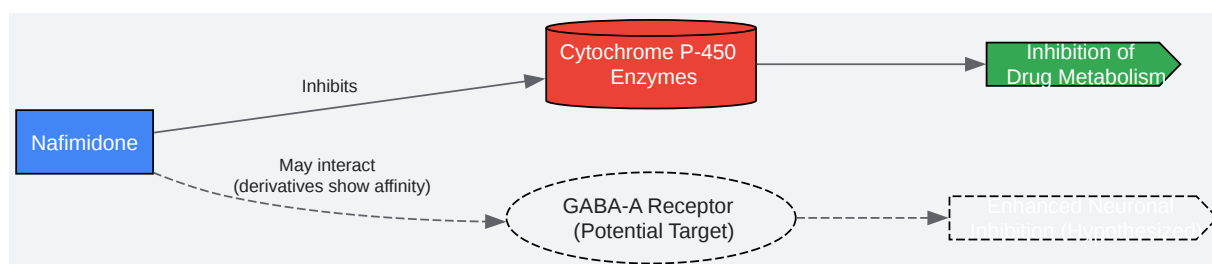 Nafimidone
Inhibits
Cytochrome P-450
Enzymes
Inhibition of
Drug Metabolism
May interact
(derivatives show affinity)
GABA-A Receptor
(Potential Target)
Enhanced Neuronal
Inhibition (Hypothesized)